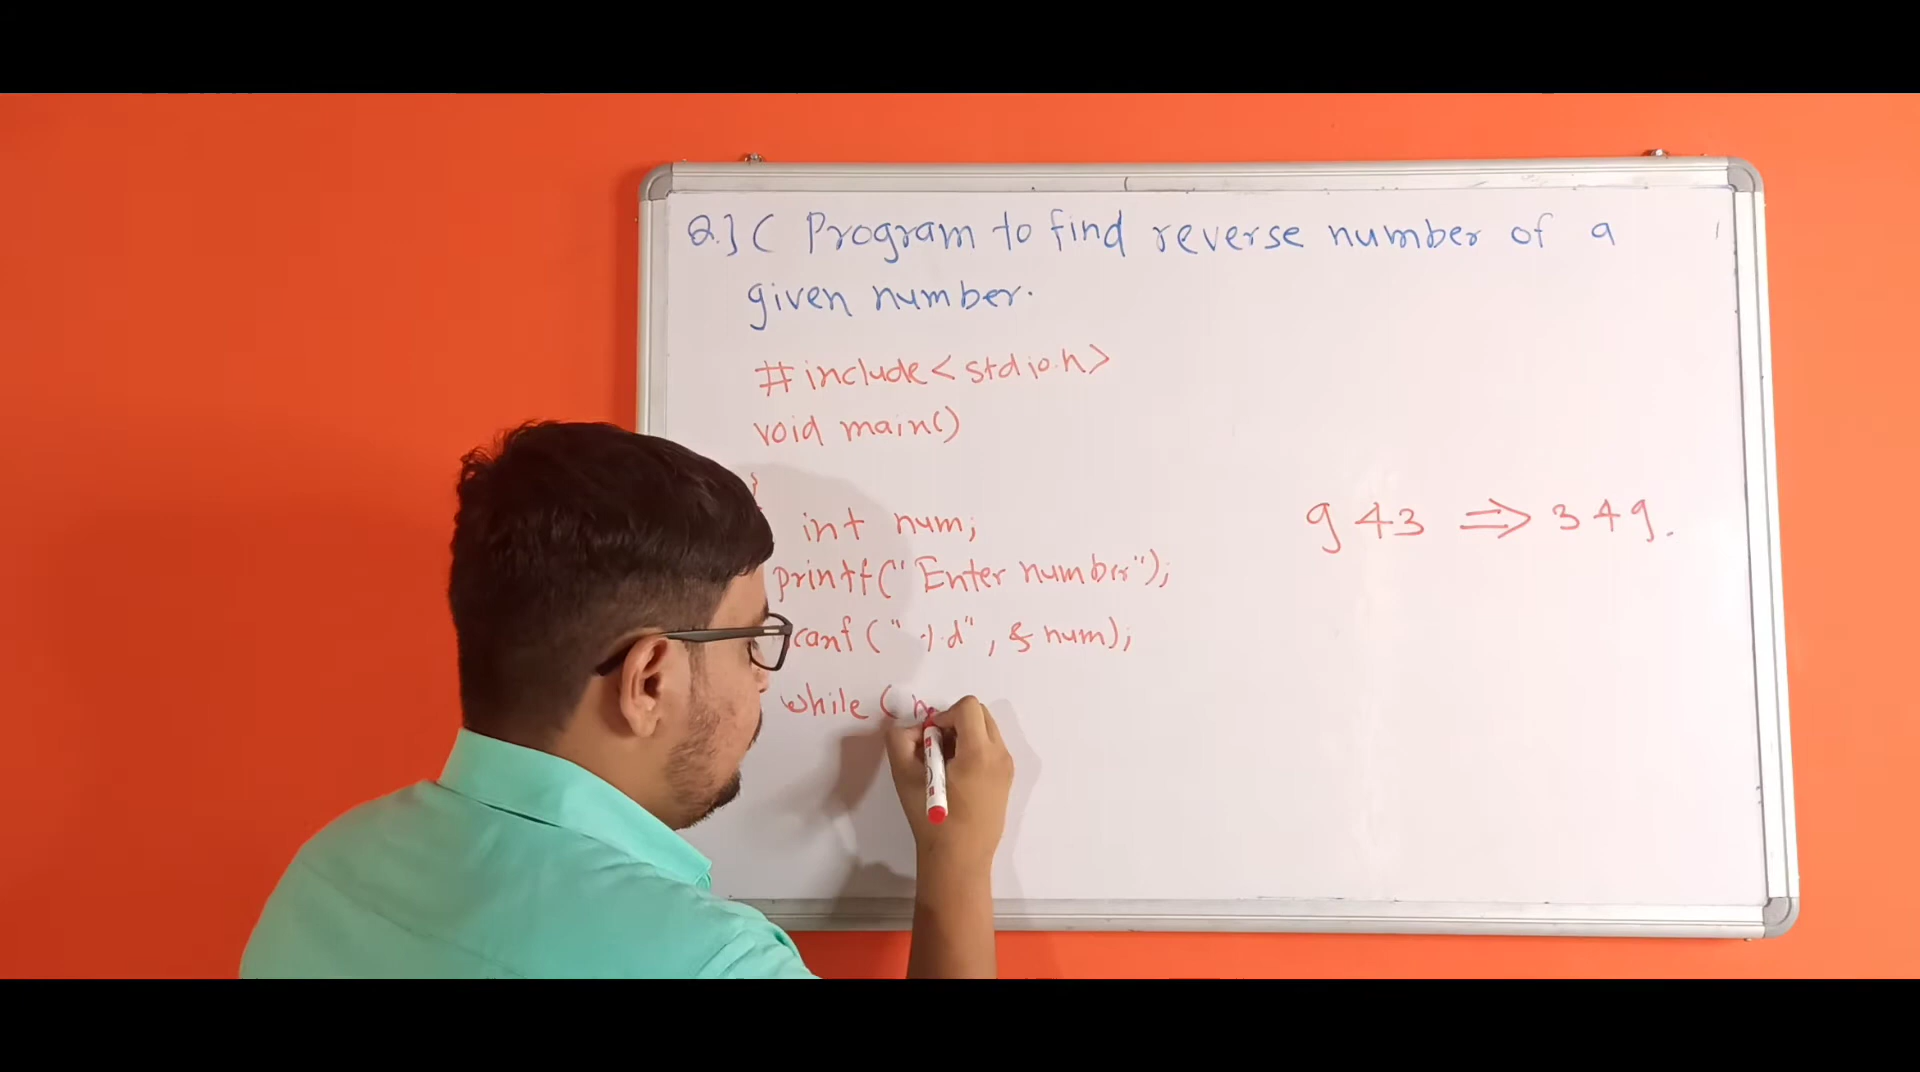 Q.] C Program to find reverse number of a
given number.
#include<stdio.h>
void main()
{
int num;
printf("Enter number");
canf ("%d", & num);
while ( n
943 ⇒ 349.